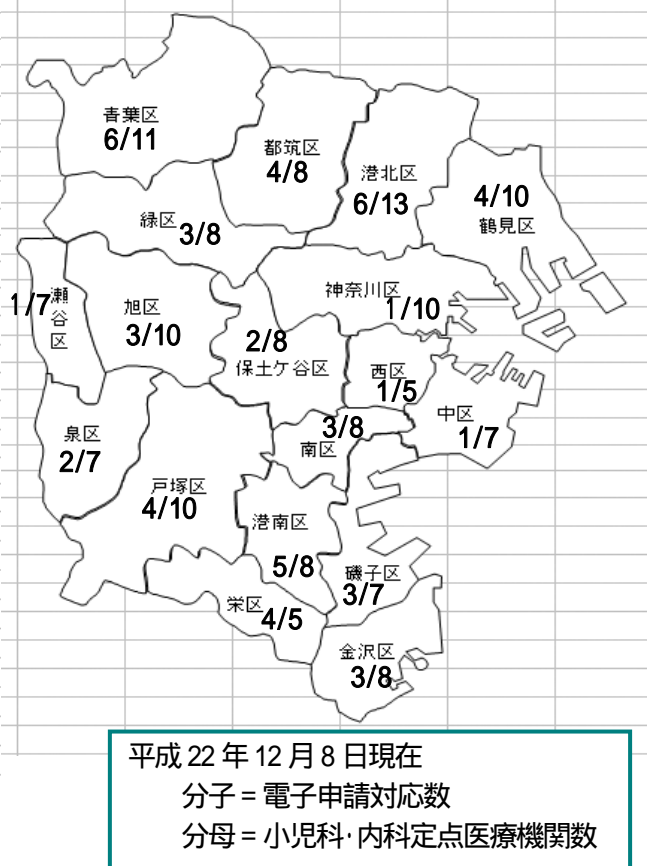 青葉区
6/11
都筑区
4/8
港北区
6/13
4/10
鶴見区
緑区 3/8
1/7 瀬谷区
旭区
3/10
神奈川区
1/10
2/8
保土ケ谷区
西区
1/5
中区
1/7
3/8
南区
泉区
2/7
戸塚区
4/10
港南区
5/8
磯子区
3/7
栄区 4/5
金沢区
3/8
平成 22 年 12 月 8 日現在
分子 = 電子申請対応数
分母 = 小児科・内科定点医療機関数